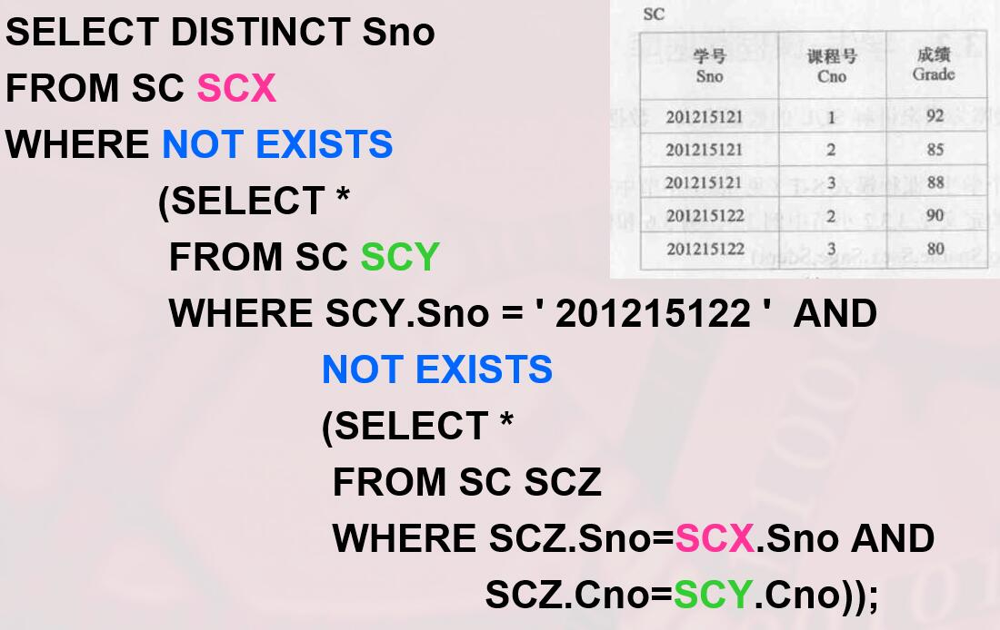 SELECT DISTINCT Sno
FROM SC SCX
WHERE NOT EXISTS
(SELECT *
FROM SC SCY
WHERE SCY.Sno = ' 201215122 ' AND
NOT EXISTS
(SELECT *
FROM SC SCZ
WHERE SCZ.Sno=SCX.Sno AND
SCZ.Cno=SCY.Cno));
SC
学号 课程号 成绩
Sno Cno Grade
201215121 1 92
201215121 2 85
201215121 3 88
201215122 2 90
201215122 3 80